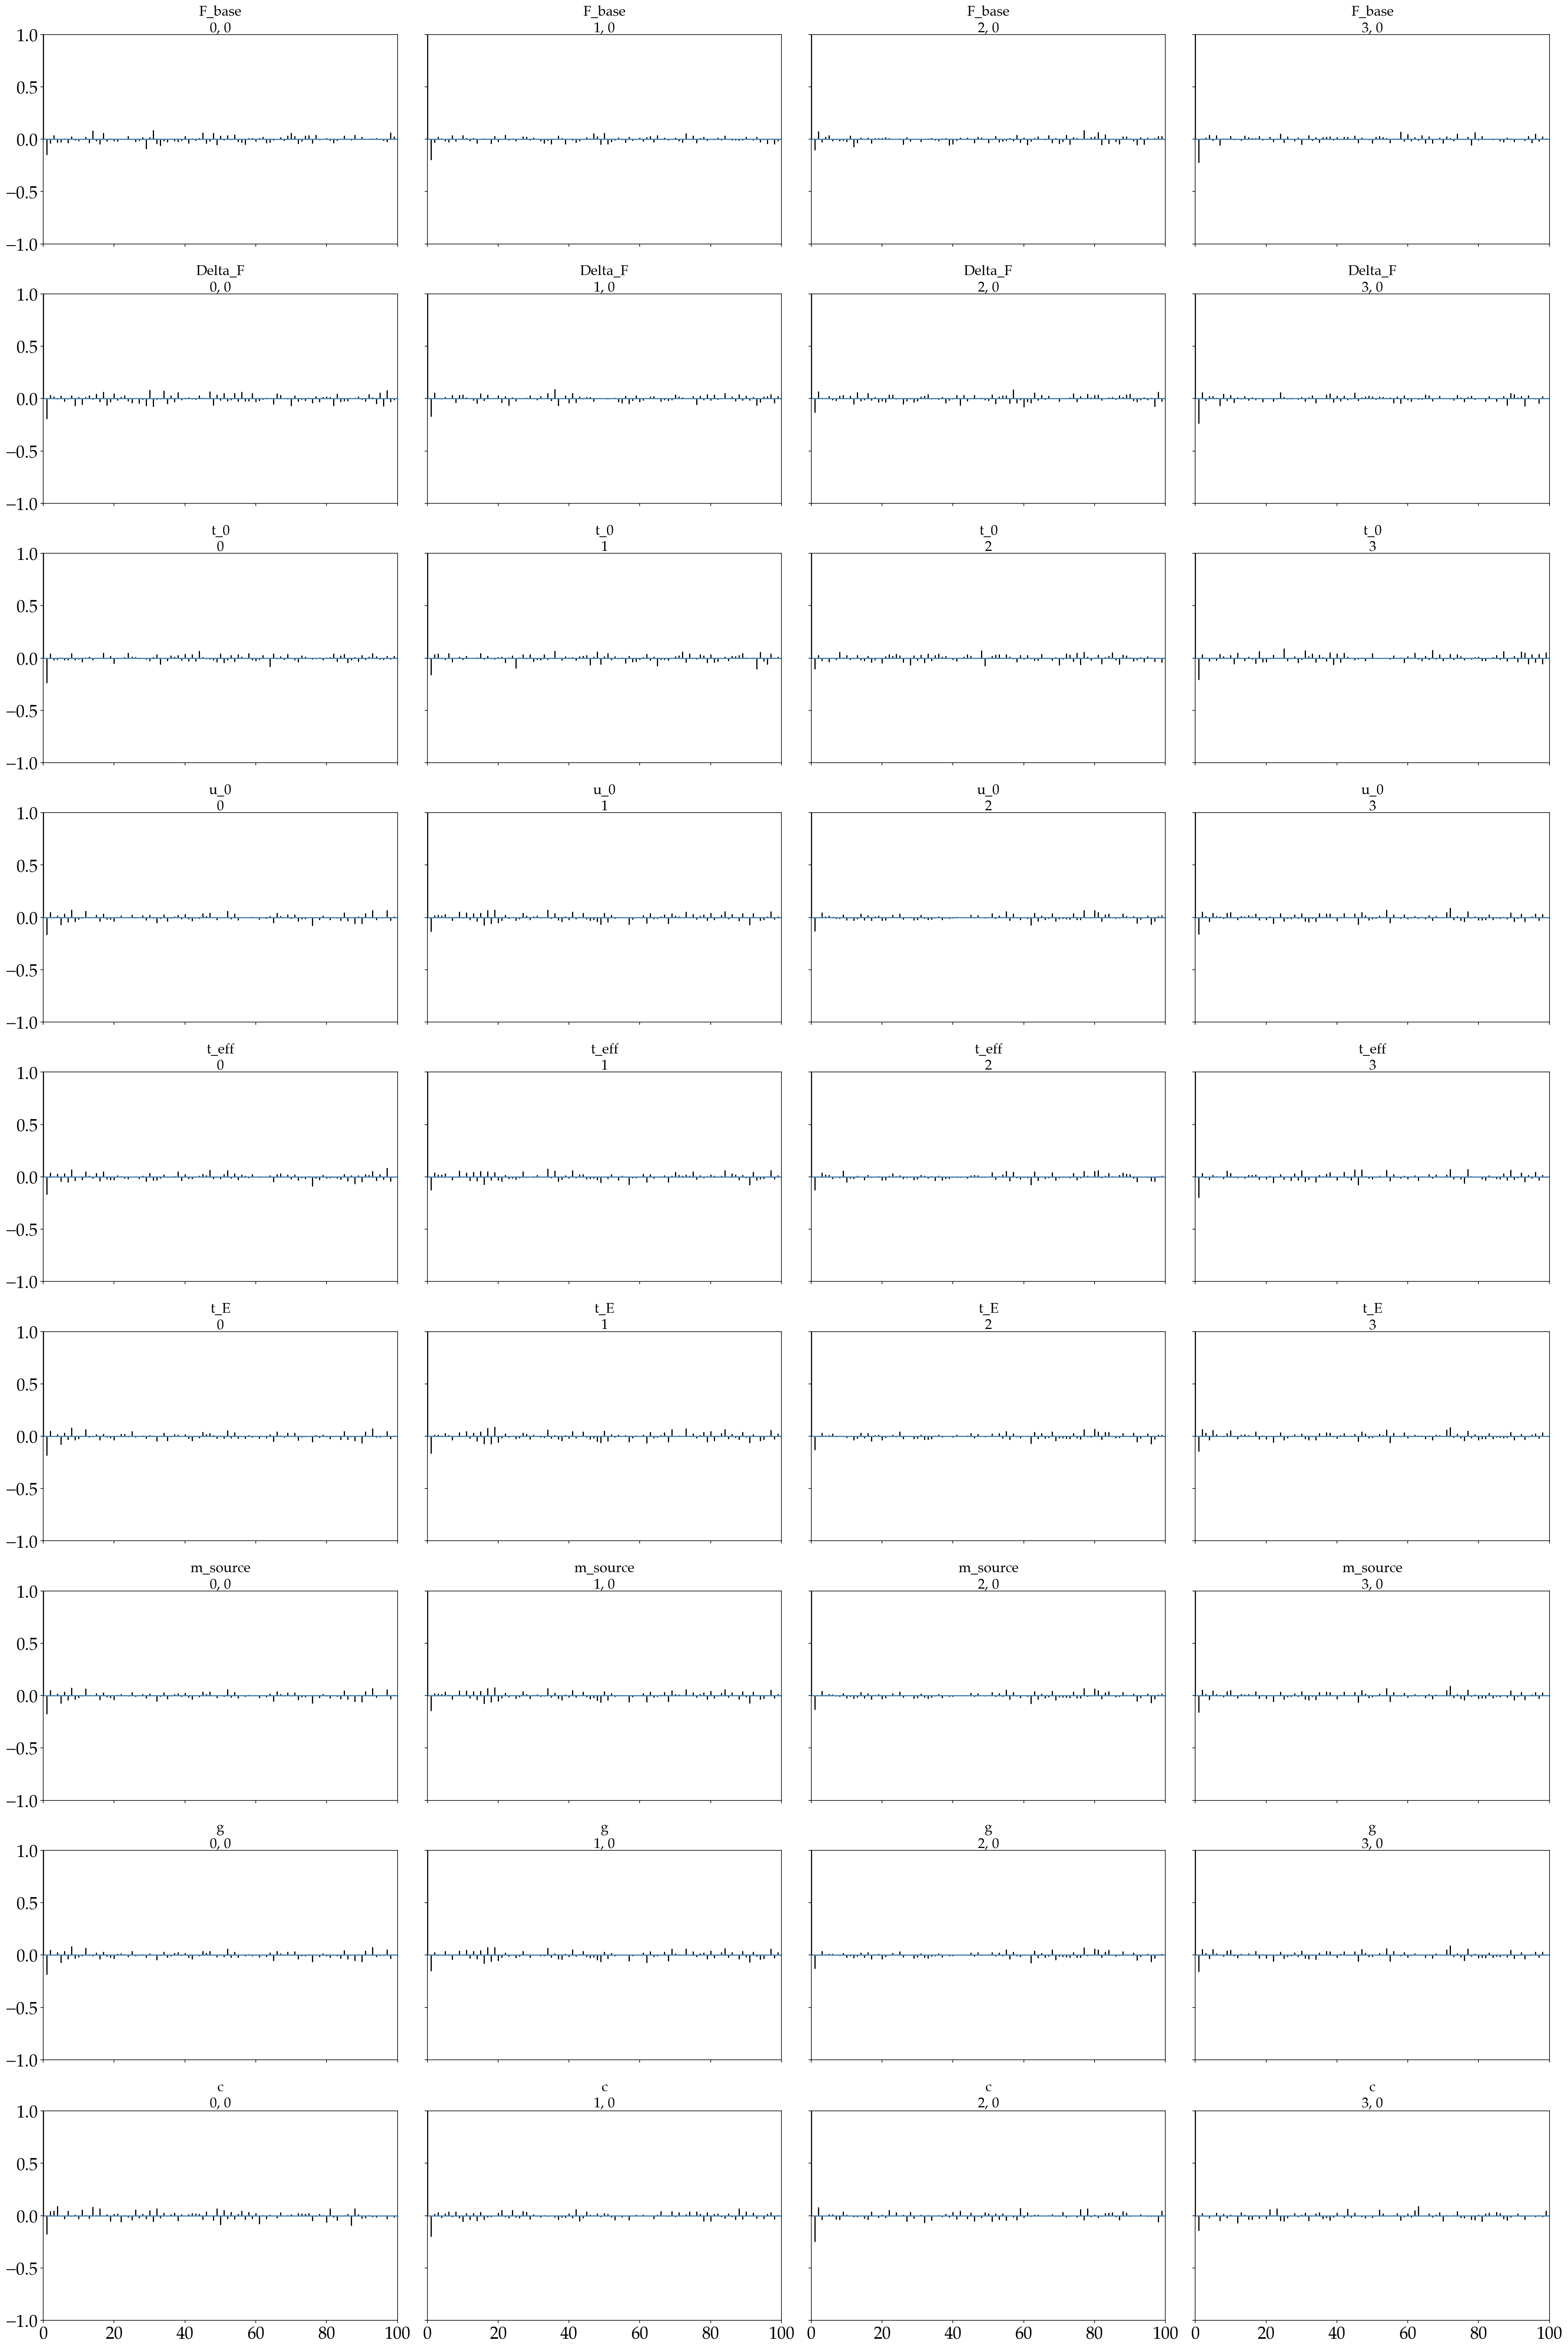 F_base F_base F_base F_base
0, 0 1, 0 2, 0 3, 0
1.0
0.5
0.0
−0.5
−1.0
Delta_F Delta_F Delta_F Delta_F
0, 0 1, 0 2, 0 3, 0
1.0
0.5
0.0
−0.5
−1.0
t_0 t_0 t_0 t_0
0 1 2 3
1.0
0.5
0.0
−0.5
−1.0
u_0 u_0 u_0 u_0
0 1 2 3
1.0
0.5
0.0
−0.5
−1.0
t_eff t_eff t_eff t_eff
0 1 2 3
1.0
0.5
0.0
−0.5
−1.0
t_E t_E t_E t_E
0 1 2 3
1.0
0.5
0.0
−0.5
−1.0
m_source m_source m_source m_source
0, 0 1, 0 2, 0 3, 0
1.0
0.5
0.0
−0.5
−1.0
g g g g
0, 0 1, 0 2, 0 3, 0
1.0
0.5
0.0
−0.5
−1.0
c c c c
0, 0 1, 0 2, 0 3, 0
1.0
0.5
0.0
−0.5
−1.0
0 20 40 60 80 100 0 20 40 60 80 100 0 20 40 60 80 100 0 20 40 60 80 100